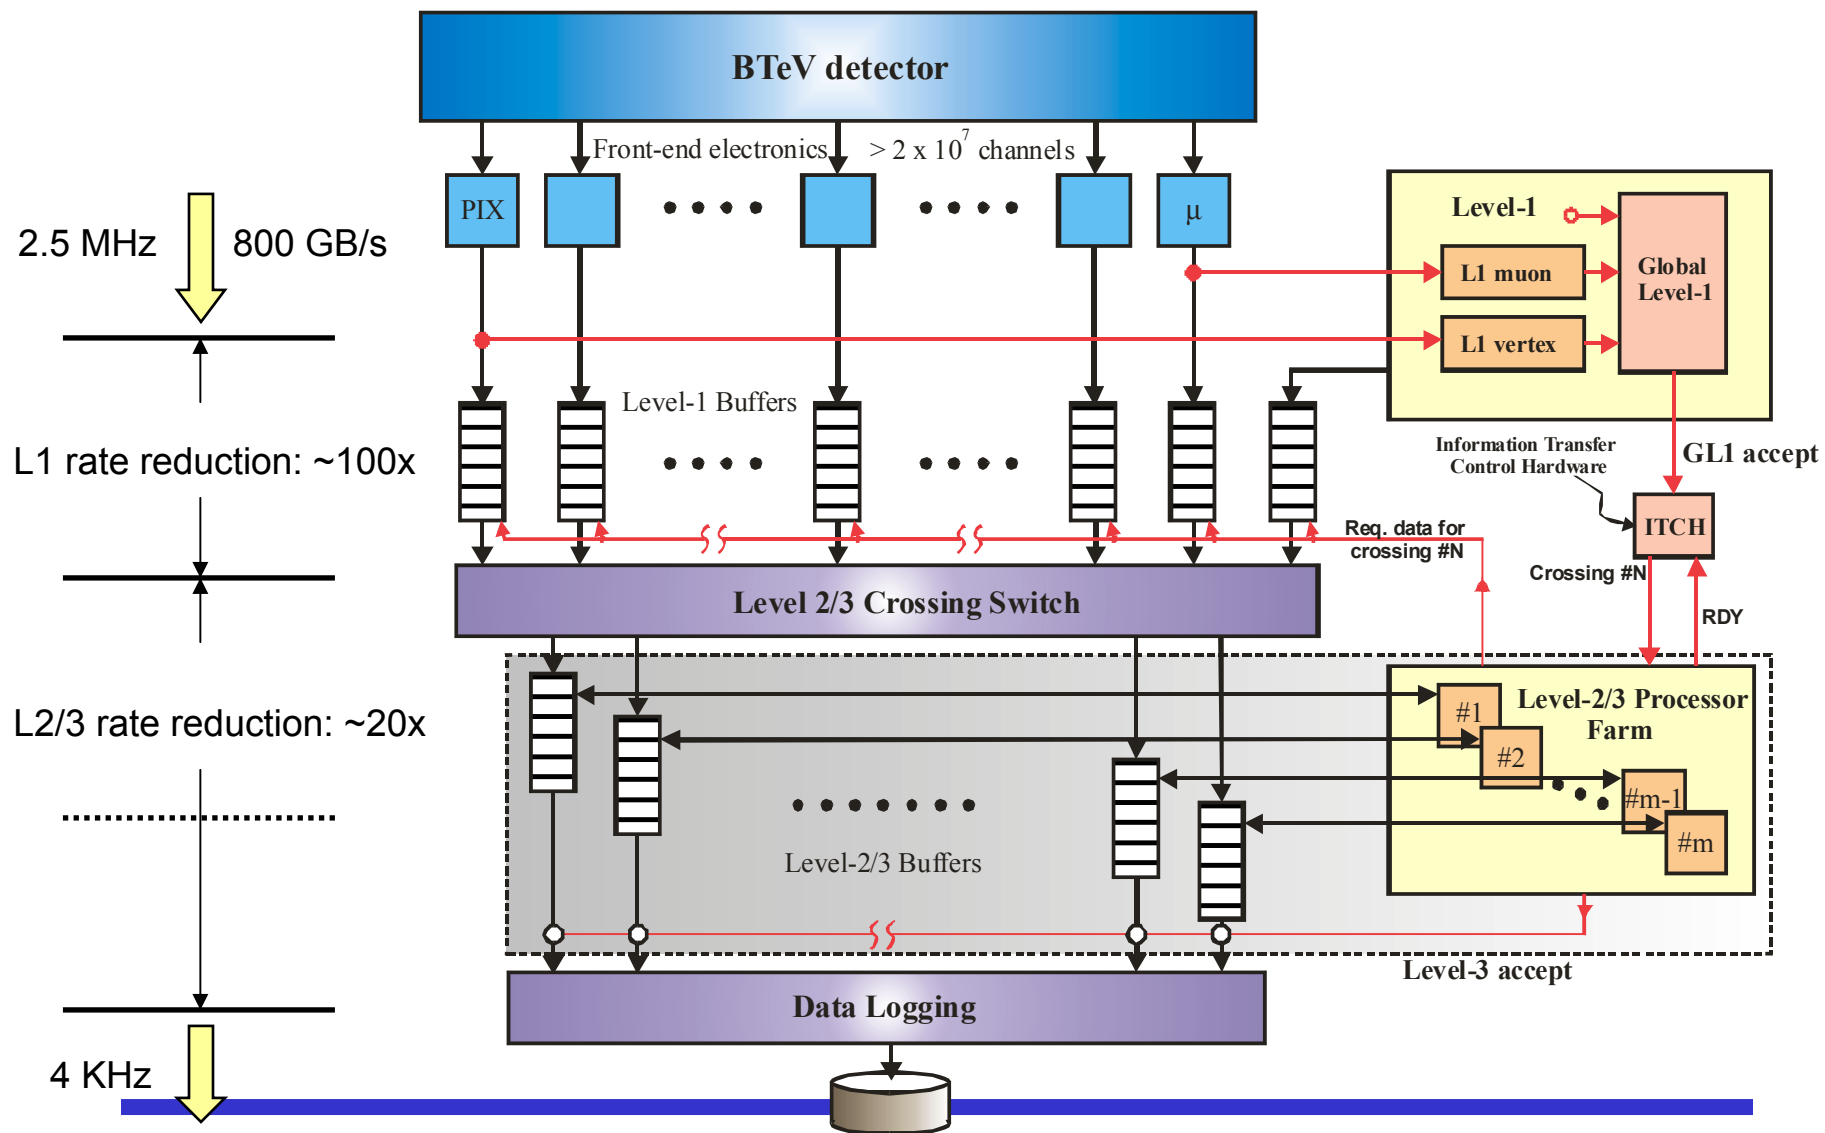 BTeV detector
Front-end electronics > 2 x 10^7 channels
PIX
μ
2.5 MHz 800 GB/s
Level-1
L1 muon
L1 vertex
Global
Level-1
Level-1 Buffers
L1 rate reduction: ~100x
Information Transfer
Control Hardware
GL1 accept
ITCH
Req. data for
crossing #N
Crossing #N
RDY
Level 2/3 Crossing Switch
L2/3 rate reduction: ~20x
Level-2/3 Processor
Farm
#1
#2
#m-1
#m
Level-2/3 Buffers
Level-3 accept
Data Logging
4 KHz